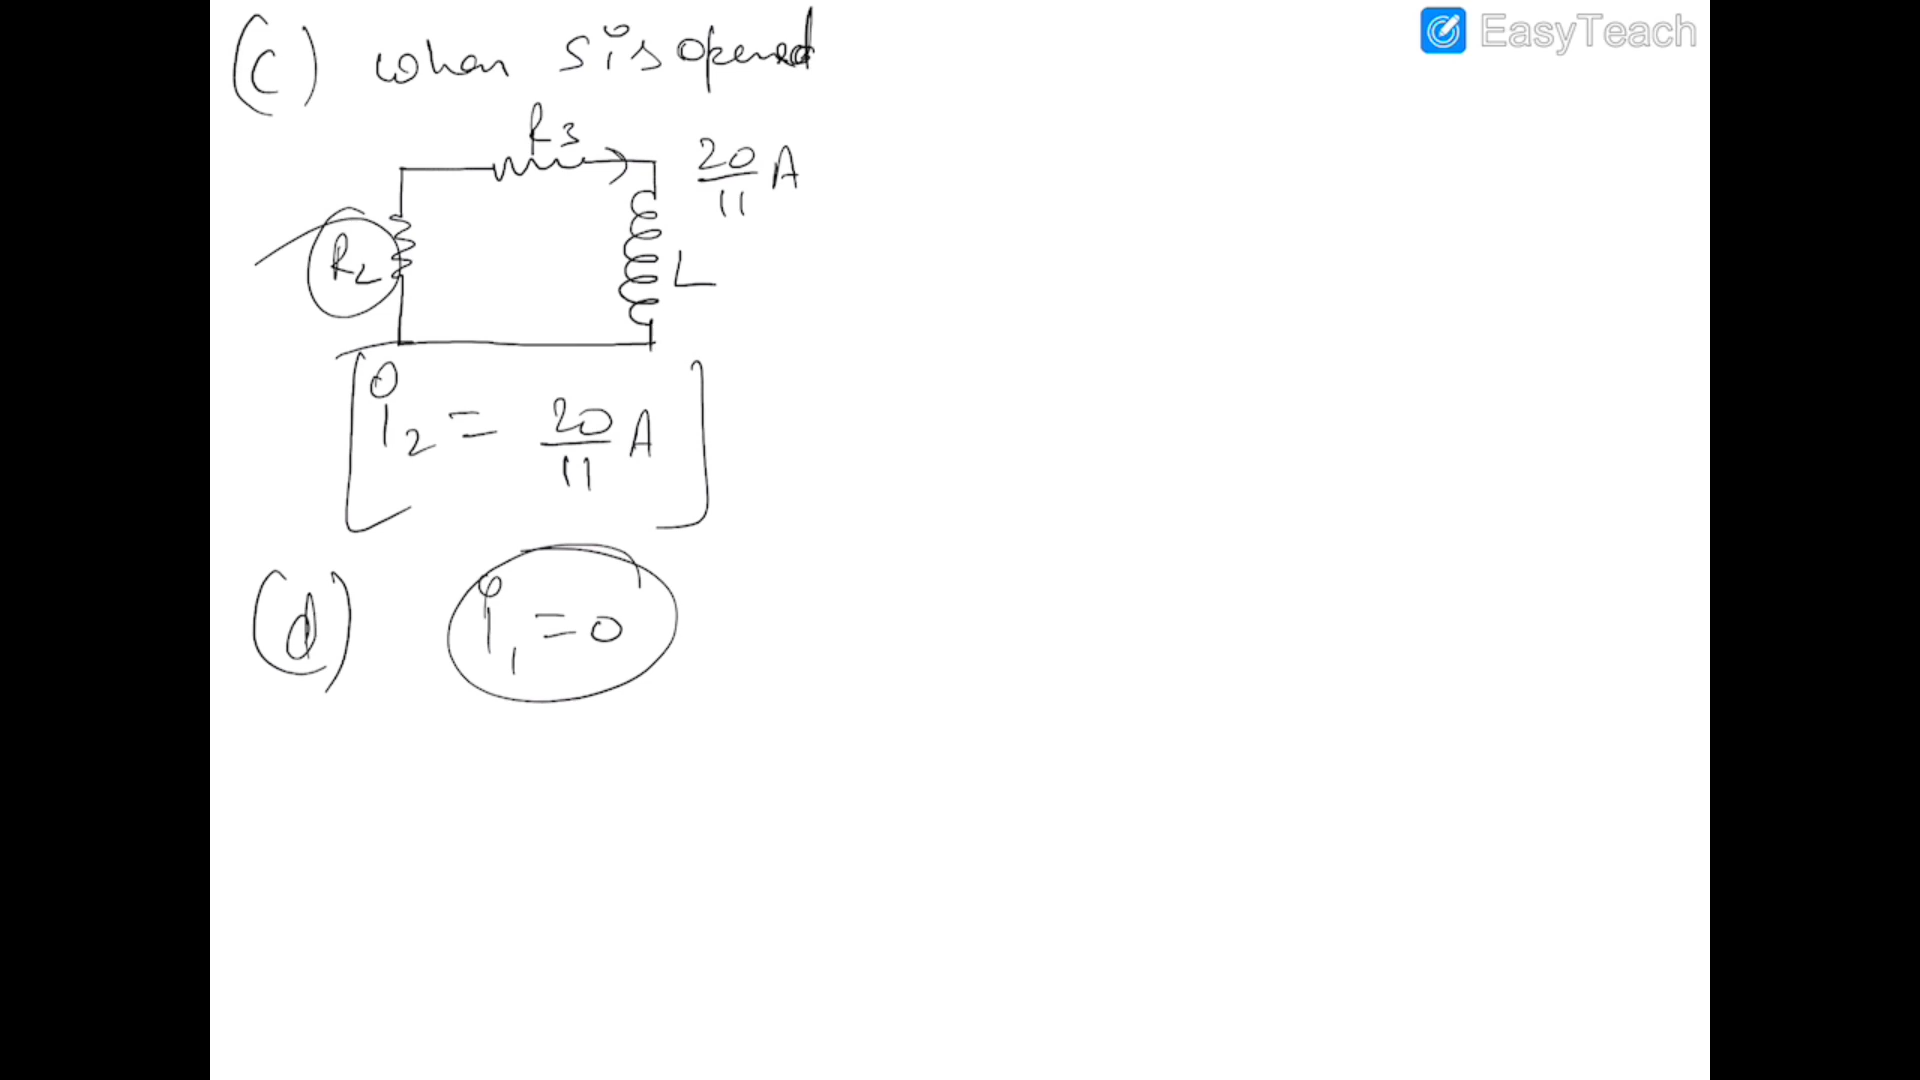 EasyTeach
(c) when S is opened
R3
20/11 A
R2
L
i2 = 20/11 A
(d) i1 = 0